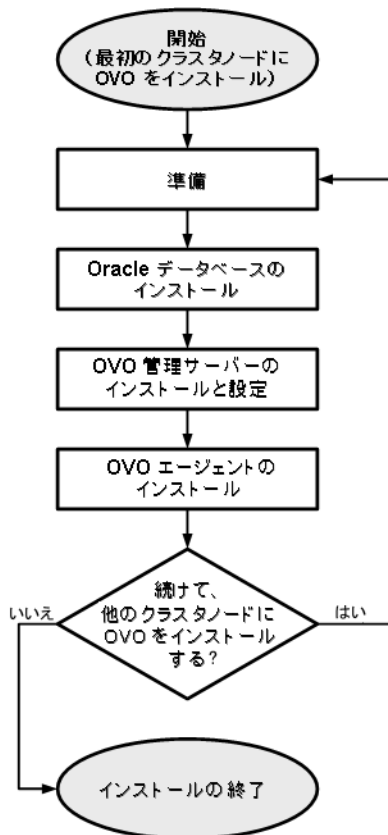 開始
(最初のクラスタノードに
OVO をインストール)
準備
Oracle データベースの
インストール
OVO 管理サーバーの
インストールと設定
OVO エージェントの
インストール
続けて、
他のクラスタノードに
OVO をインストール
する?
いいえ
はい
インストールの終了